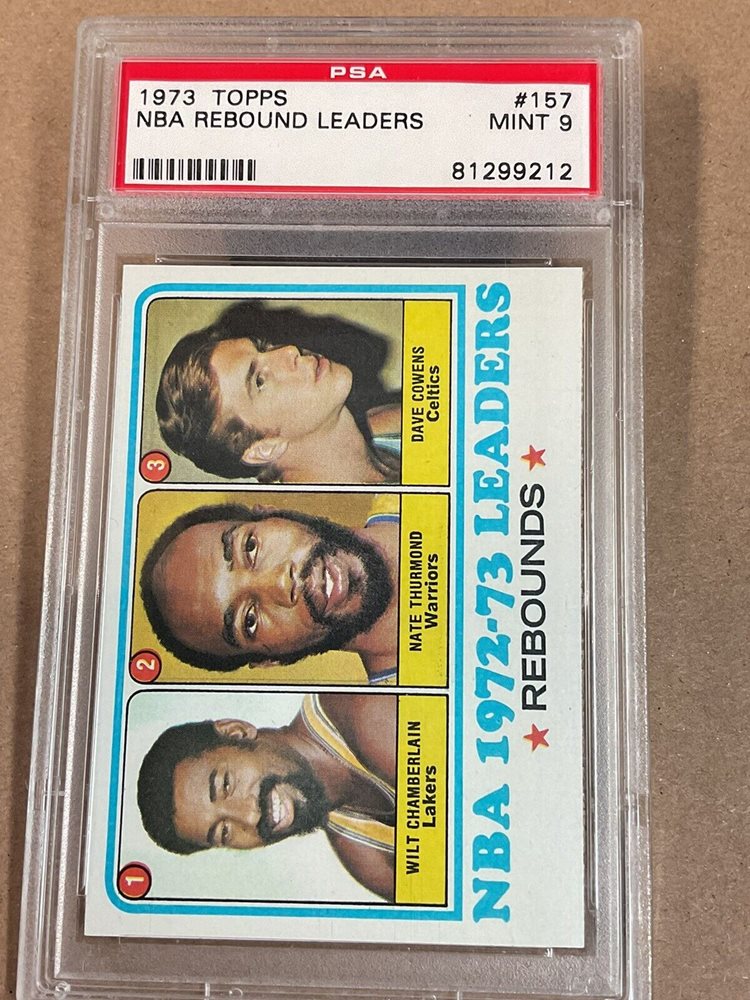 PSA
1973 TOPPS #157
NBA REBOUND LEADERS MINT 9
81299212
1
WILT CHAMBERLAIN
Lakers
2
NATE THURMOND
Warriors
3
DAVE COWENS
Celtics
NBA 1972-73 LEADERS
★ REBOUNDS ★